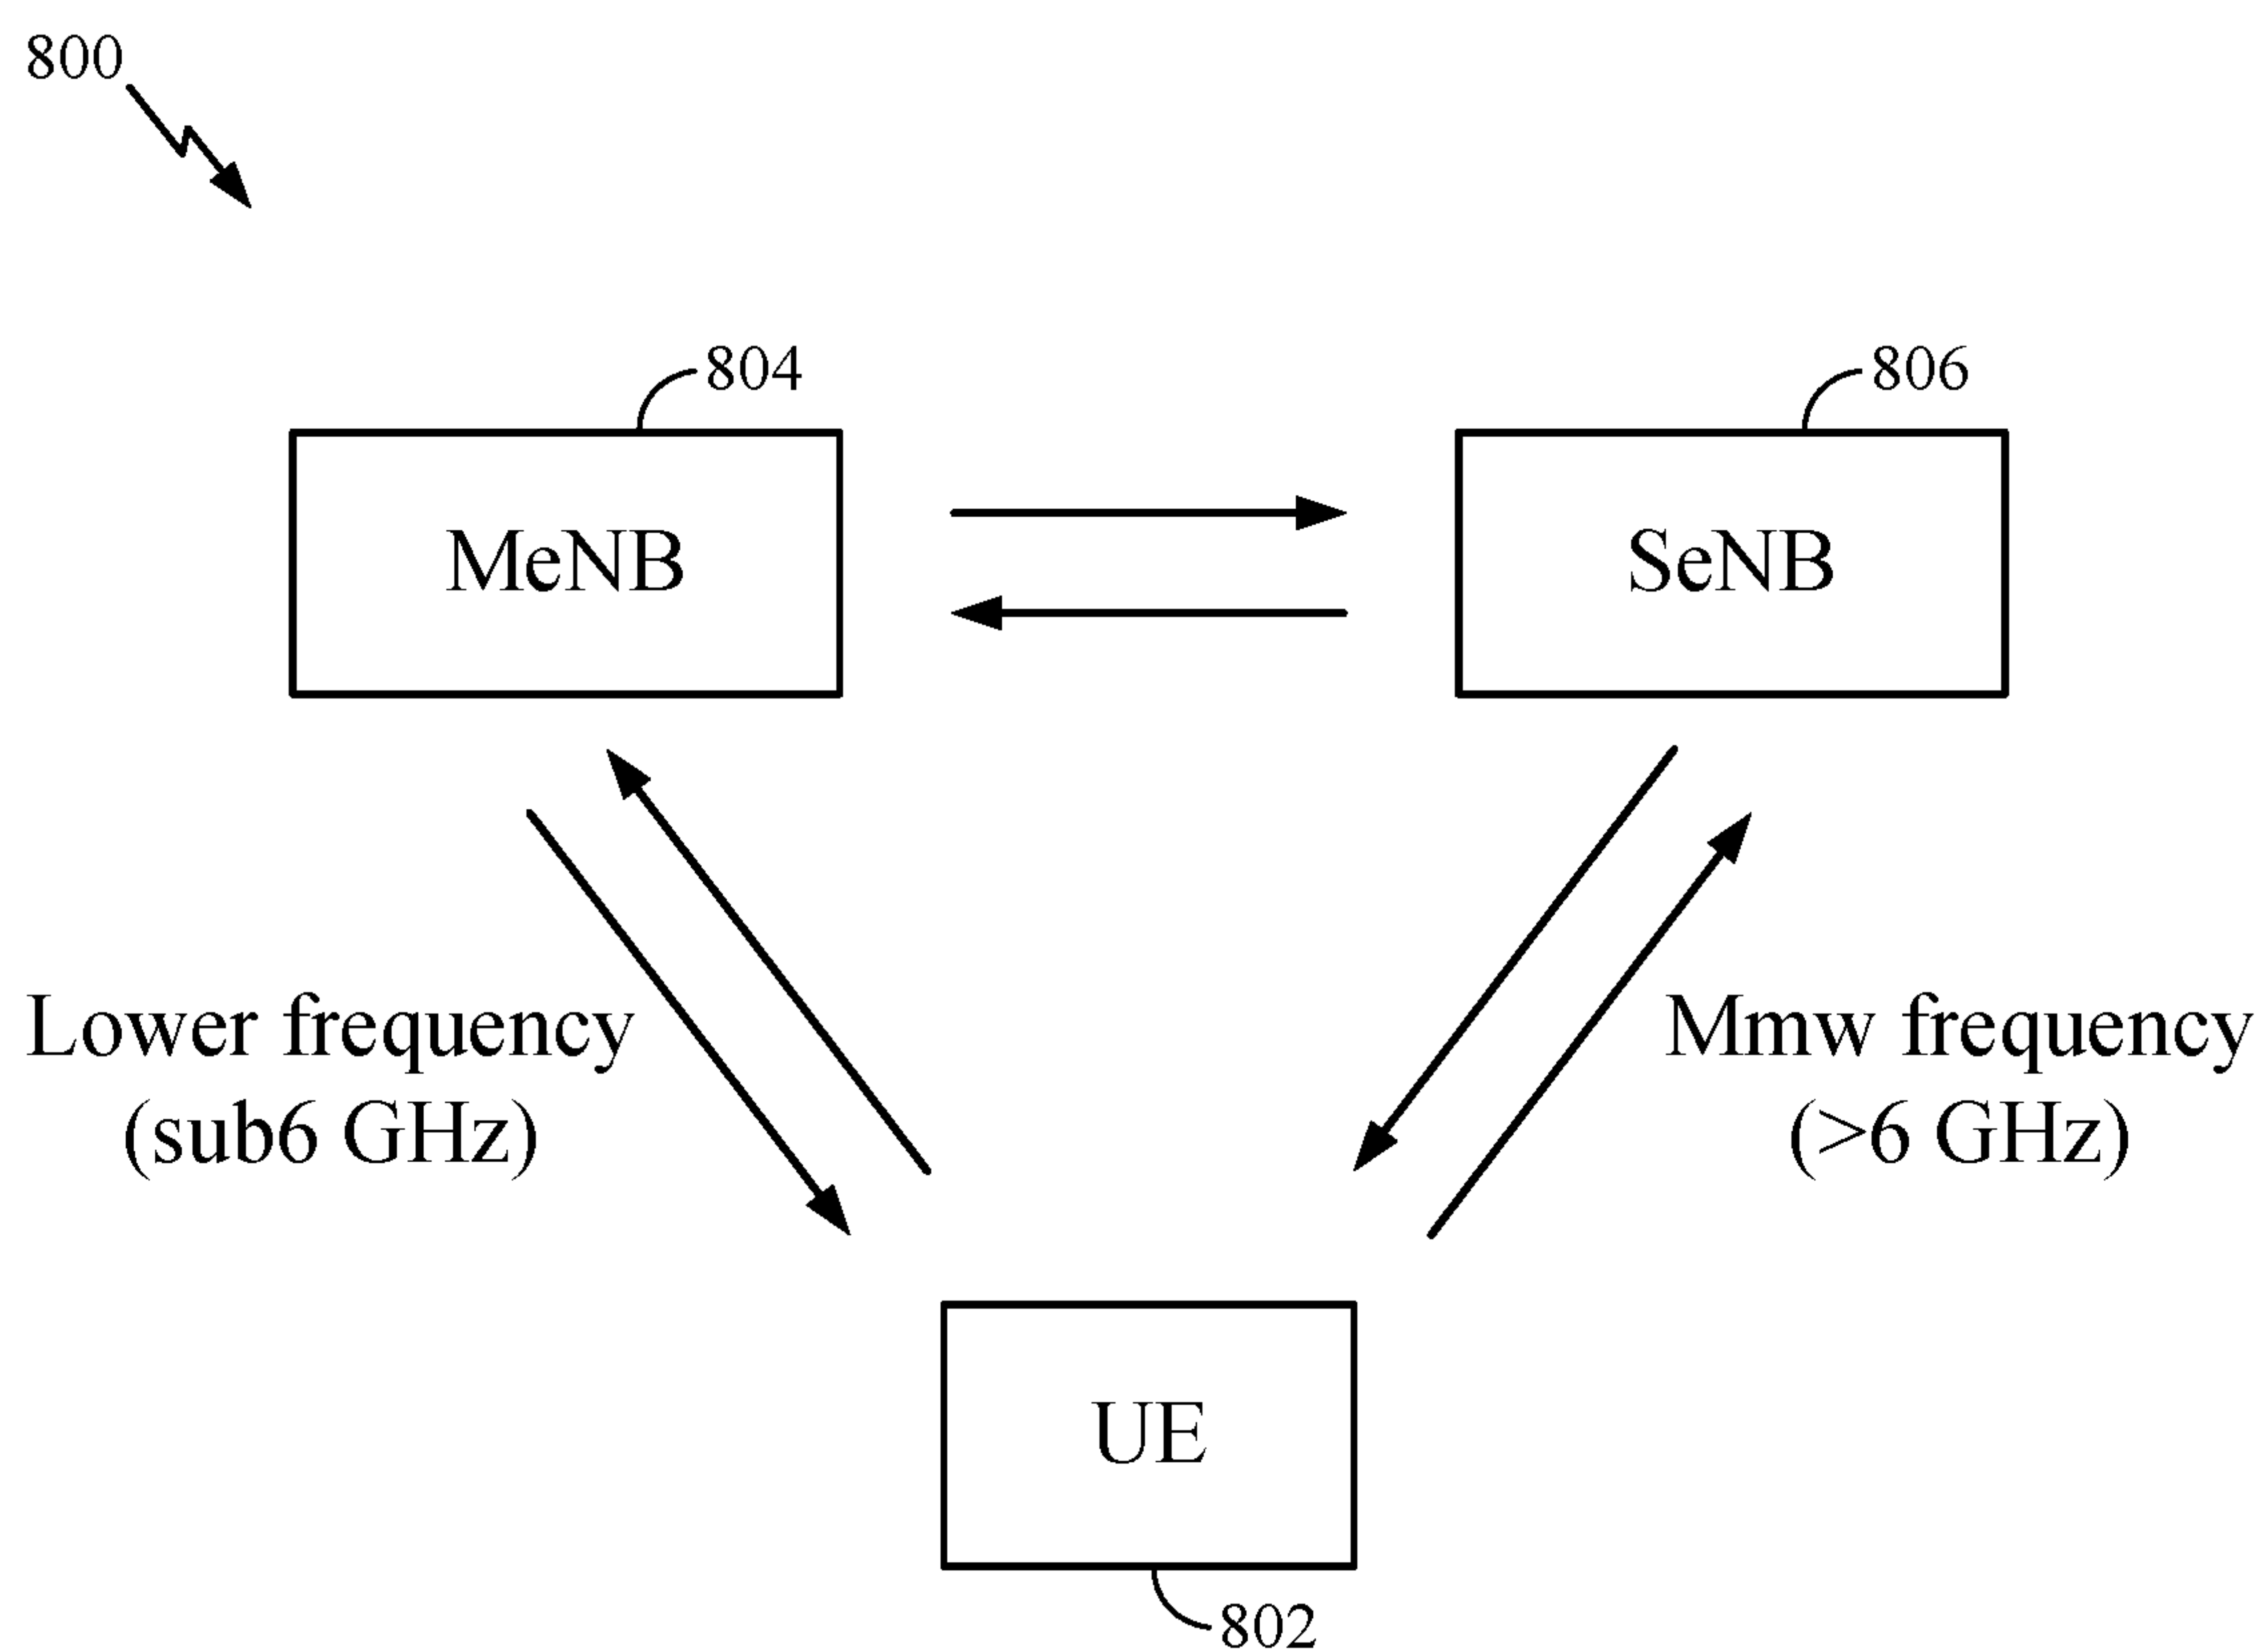 800
804
806
MeNB
SeNB
Lower frequency
(sub6 GHz)
Mmw frequency
(>6 GHz)
UE
802